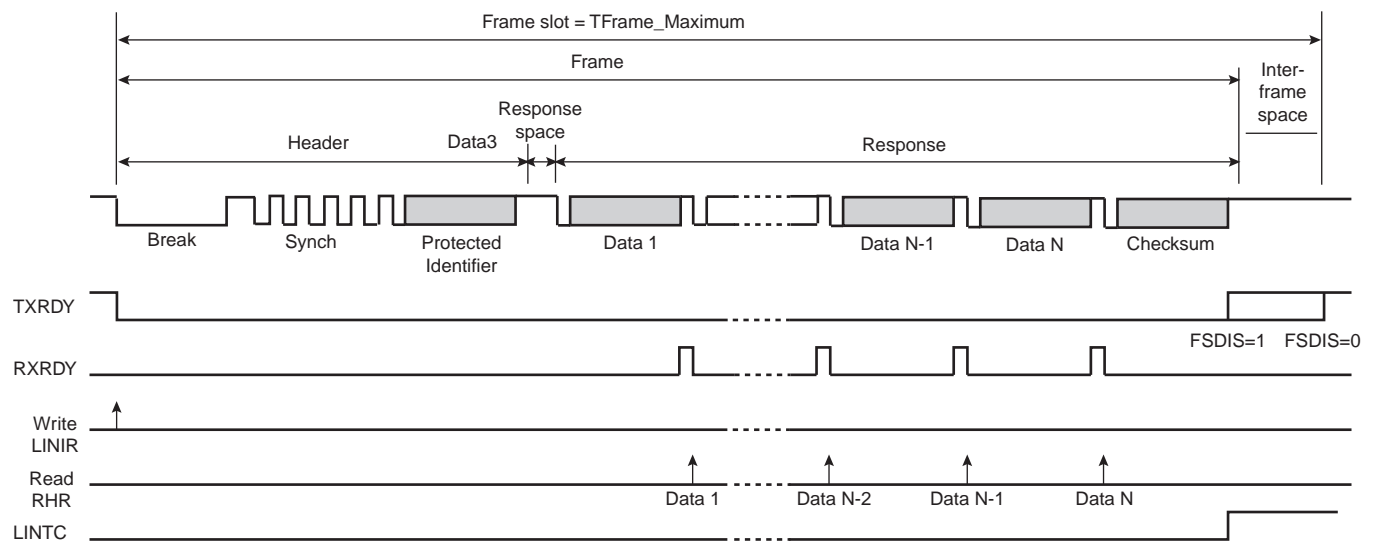 Frame slot = TFrame_Maximum
Frame
Inter-
frame
space
Response
space
Header
Data3
Response
Break
Synch
Protected
Identifier
Data 1
Data N-1
Data N
Checksum
TXRDY
FSDIS=1
FSDIS=0
RXRDY
Write
LINIR
Read
RHR
Data 1
Data N-2
Data N-1
Data N
LINTC